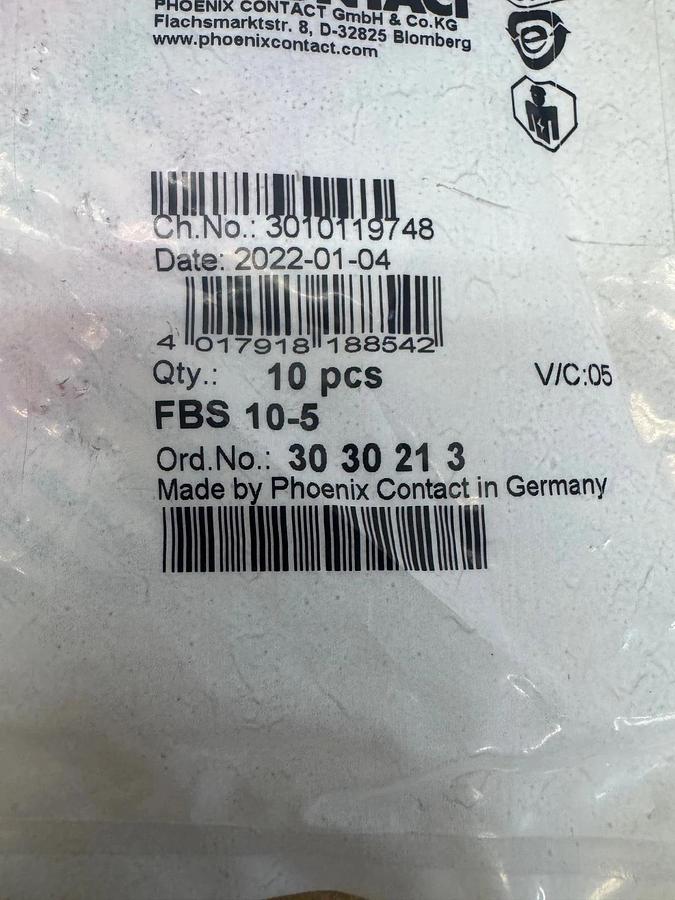 PHOENIX CONTACT GmbH & Co.KG
Flachsmarktstr. 8, D-32825 Blomberg
www.phoenixcontact.com
e
Ch.No.: 3010119748
Date: 2022-01-04
4 017918 188542
Qty.: 10 pcs V/C:05
FBS 10-5
Ord.No.: 30 30 21 3
Made by Phoenix Contact in Germany